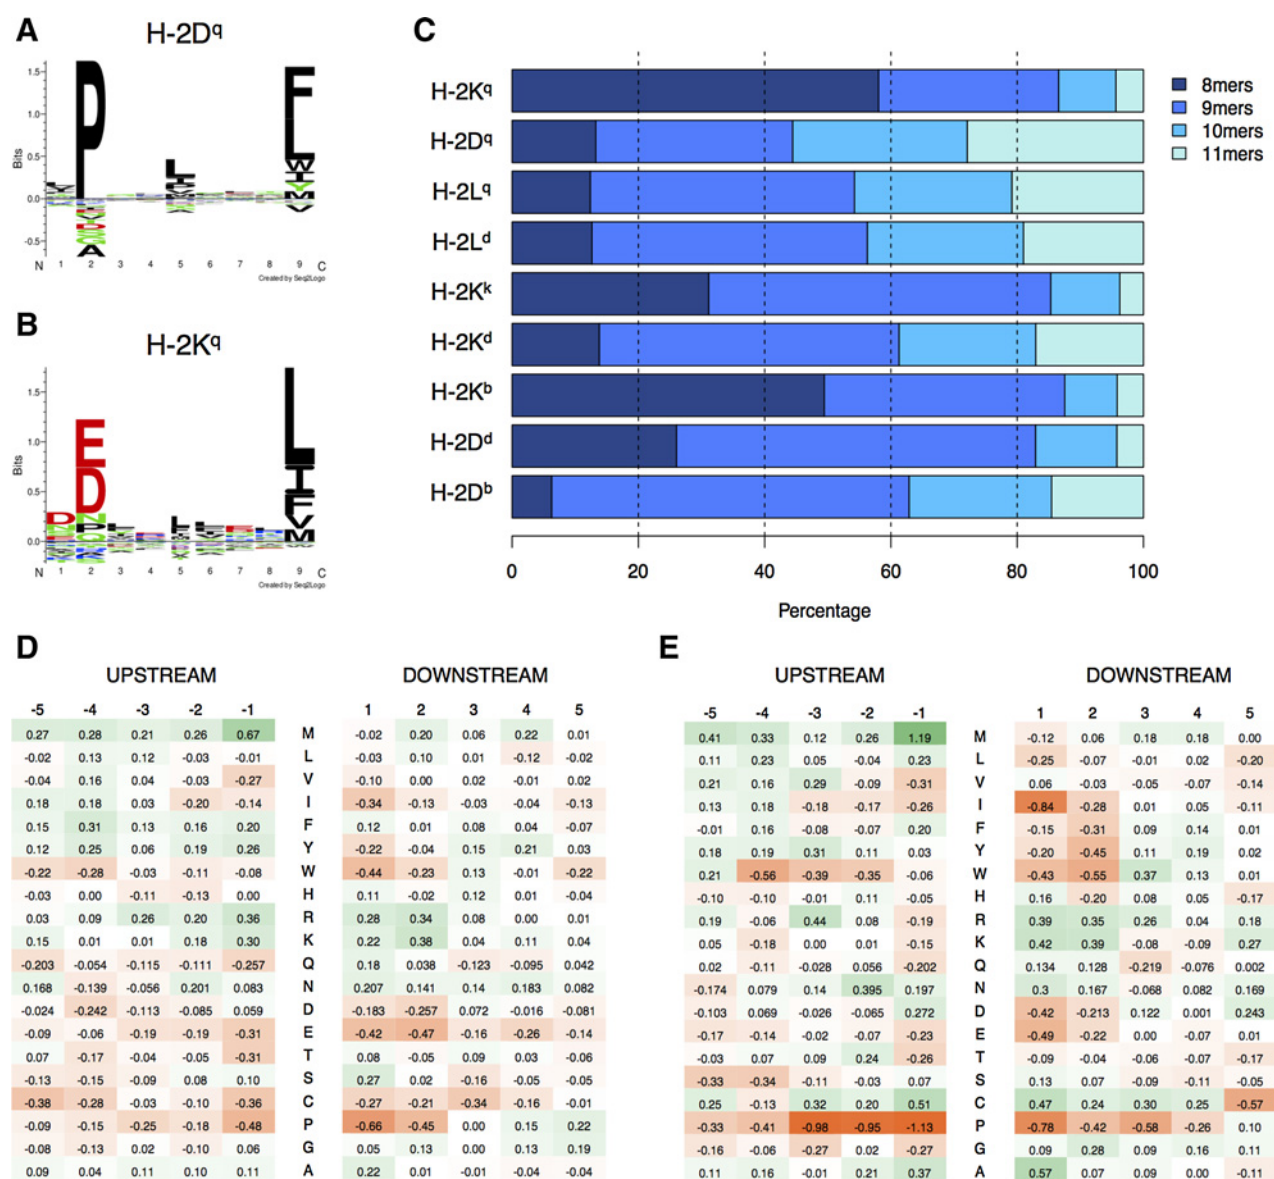 A
H-2Dq
Bits
1.5
1.0
0.5
0.0
-0.5
N 1 2 3 4 5 6 7 8 9 C
Created by Seq2Logo
B
H-2Kq
Bits
1.5
1.0
0.5
0.0
N 1 2 3 4 5 6 7 8 9 C
Created by Seq2Logo
C
H-2Kq
H-2Dq
H-2Lq
H-2Ld
H-2Kk
H-2Kd
H-2Kb
H-2Dd
H-2Db
0 20 40 60 80 100
Percentage
8mers
9mers
10mers
11mers
D
UPSTREAM DOWNSTREAM
-5 -4 -3 -2 -1 1 2 3 4 5
0.27 0.28 0.21 0.26 0.67 M -0.02 0.20 0.06 0.22 0.01
-0.02 0.13 0.12 -0.03 -0.01 L -0.03 0.10 0.01 -0.12 -0.02
-0.04 0.16 0.04 -0.03 -0.27 V -0.10 0.00 0.02 -0.01 0.02
0.18 0.18 0.03 -0.20 -0.14 I -0.34 -0.13 -0.03 -0.04 -0.13
0.15 0.31 0.13 0.16 0.20 F 0.12 0.01 0.08 0.04 -0.07
0.12 0.25 0.06 0.19 0.26 Y -0.22 -0.04 0.15 0.21 0.03
-0.22 -0.28 -0.03 -0.11 -0.08 W -0.44 -0.23 0.13 -0.01 -0.22
-0.03 0.00 -0.11 -0.13 0.00 H 0.11 -0.02 0.12 0.01 -0.04
0.03 0.09 0.26 0.20 0.36 R 0.28 0.34 0.08 0.00 0.01
0.15 0.01 0.01 0.18 0.30 K 0.22 0.38 0.04 0.11 0.04
-0.203 -0.054 -0.115 -0.111 -0.257 Q 0.18 0.038 -0.123 -0.095 0.042
0.168 -0.139 -0.056 0.201 0.083 N 0.207 0.141 0.14 0.183 0.082
-0.024 -0.242 -0.113 -0.085 0.059 D -0.183 -0.257 0.072 -0.016 -0.081
-0.09 -0.06 -0.19 -0.19 -0.31 E -0.42 -0.47 -0.16 -0.26 -0.14
0.07 -0.17 -0.04 -0.05 -0.31 T 0.08 -0.05 0.09 0.03 -0.06
-0.13 -0.15 -0.09 0.08 0.10 S 0.27 0.02 -0.16 -0.05 -0.05
-0.38 -0.28 -0.03 -0.10 -0.36 C -0.27 -0.21 -0.34 -0.16 -0.01
-0.09 -0.15 -0.25 -0.18 -0.48 P -0.66 -0.45 0.00 0.15 0.22
-0.08 -0.13 0.02 -0.10 0.06 G 0.05 0.13 0.00 0.13 0.19
0.09 0.04 0.11 0.10 0.11 A 0.22 0.01 -0.01 -0.04 -0.04
E
UPSTREAM DOWNSTREAM
-5 -4 -3 -2 -1 1 2 3 4 5
0.41 0.33 0.12 0.26 1.19 M -0.12 0.06 0.18 0.18 0.00
0.11 0.23 0.05 -0.04 0.23 L -0.25 -0.07 -0.01 0.02 -0.20
0.21 0.16 0.29 -0.09 -0.31 V 0.06 -0.03 -0.05 -0.07 -0.14
0.13 0.18 -0.18 -0.17 -0.26 I -0.84 -0.28 0.01 0.05 -0.11
-0.01 0.16 -0.08 -0.07 0.20 F -0.15 -0.31 0.09 0.14 0.01
0.18 0.19 0.31 0.11 0.03 Y -0.20 -0.45 0.11 0.19 0.02
0.21 -0.56 -0.39 -0.35 -0.06 W -0.43 -0.55 0.37 0.13 0.01
-0.10 -0.10 -0.01 0.11 -0.05 H 0.16 -0.20 0.08 0.05 -0.17
0.19 -0.06 0.44 0.08 -0.19 R 0.39 0.35 0.26 0.04 0.18
0.05 -0.18 0.00 0.01 -0.15 K 0.42 0.39 -0.08 -0.09 0.27
0.02 -0.11 -0.028 0.056 -0.202 Q 0.134 0.128 -0.219 -0.076 0.002
-0.174 0.079 0.14 0.395 0.197 N 0.3 0.167 -0.068 0.082 0.169
-0.103 0.069 -0.026 -0.065 0.272 D -0.42 -0.213 0.122 0.001 0.243
-0.17 -0.14 -0.02 -0.07 -0.23 E -0.49 -0.22 0.00 -0.07 0.01
-0.03 0.07 0.09 0.24 -0.26 T -0.09 -0.04 -0.06 -0.07 -0.17
-0.33 -0.34 -0.11 -0.03 0.07 S 0.13 0.07 -0.09 -0.11 -0.05
0.25 -0.13 0.32 0.20 0.51 C 0.47 0.24 0.30 0.25 -0.57
-0.33 -0.41 -0.98 -0.95 -1.13 P -0.78 -0.42 -0.58 -0.26 0.10
-0.16 -0.06 -0.27 0.02 -0.27 G 0.09 0.28 0.09 0.16 0.11
0.11 0.16 -0.01 0.21 0.37 A 0.57 0.07 0.09 0.00 -0.11